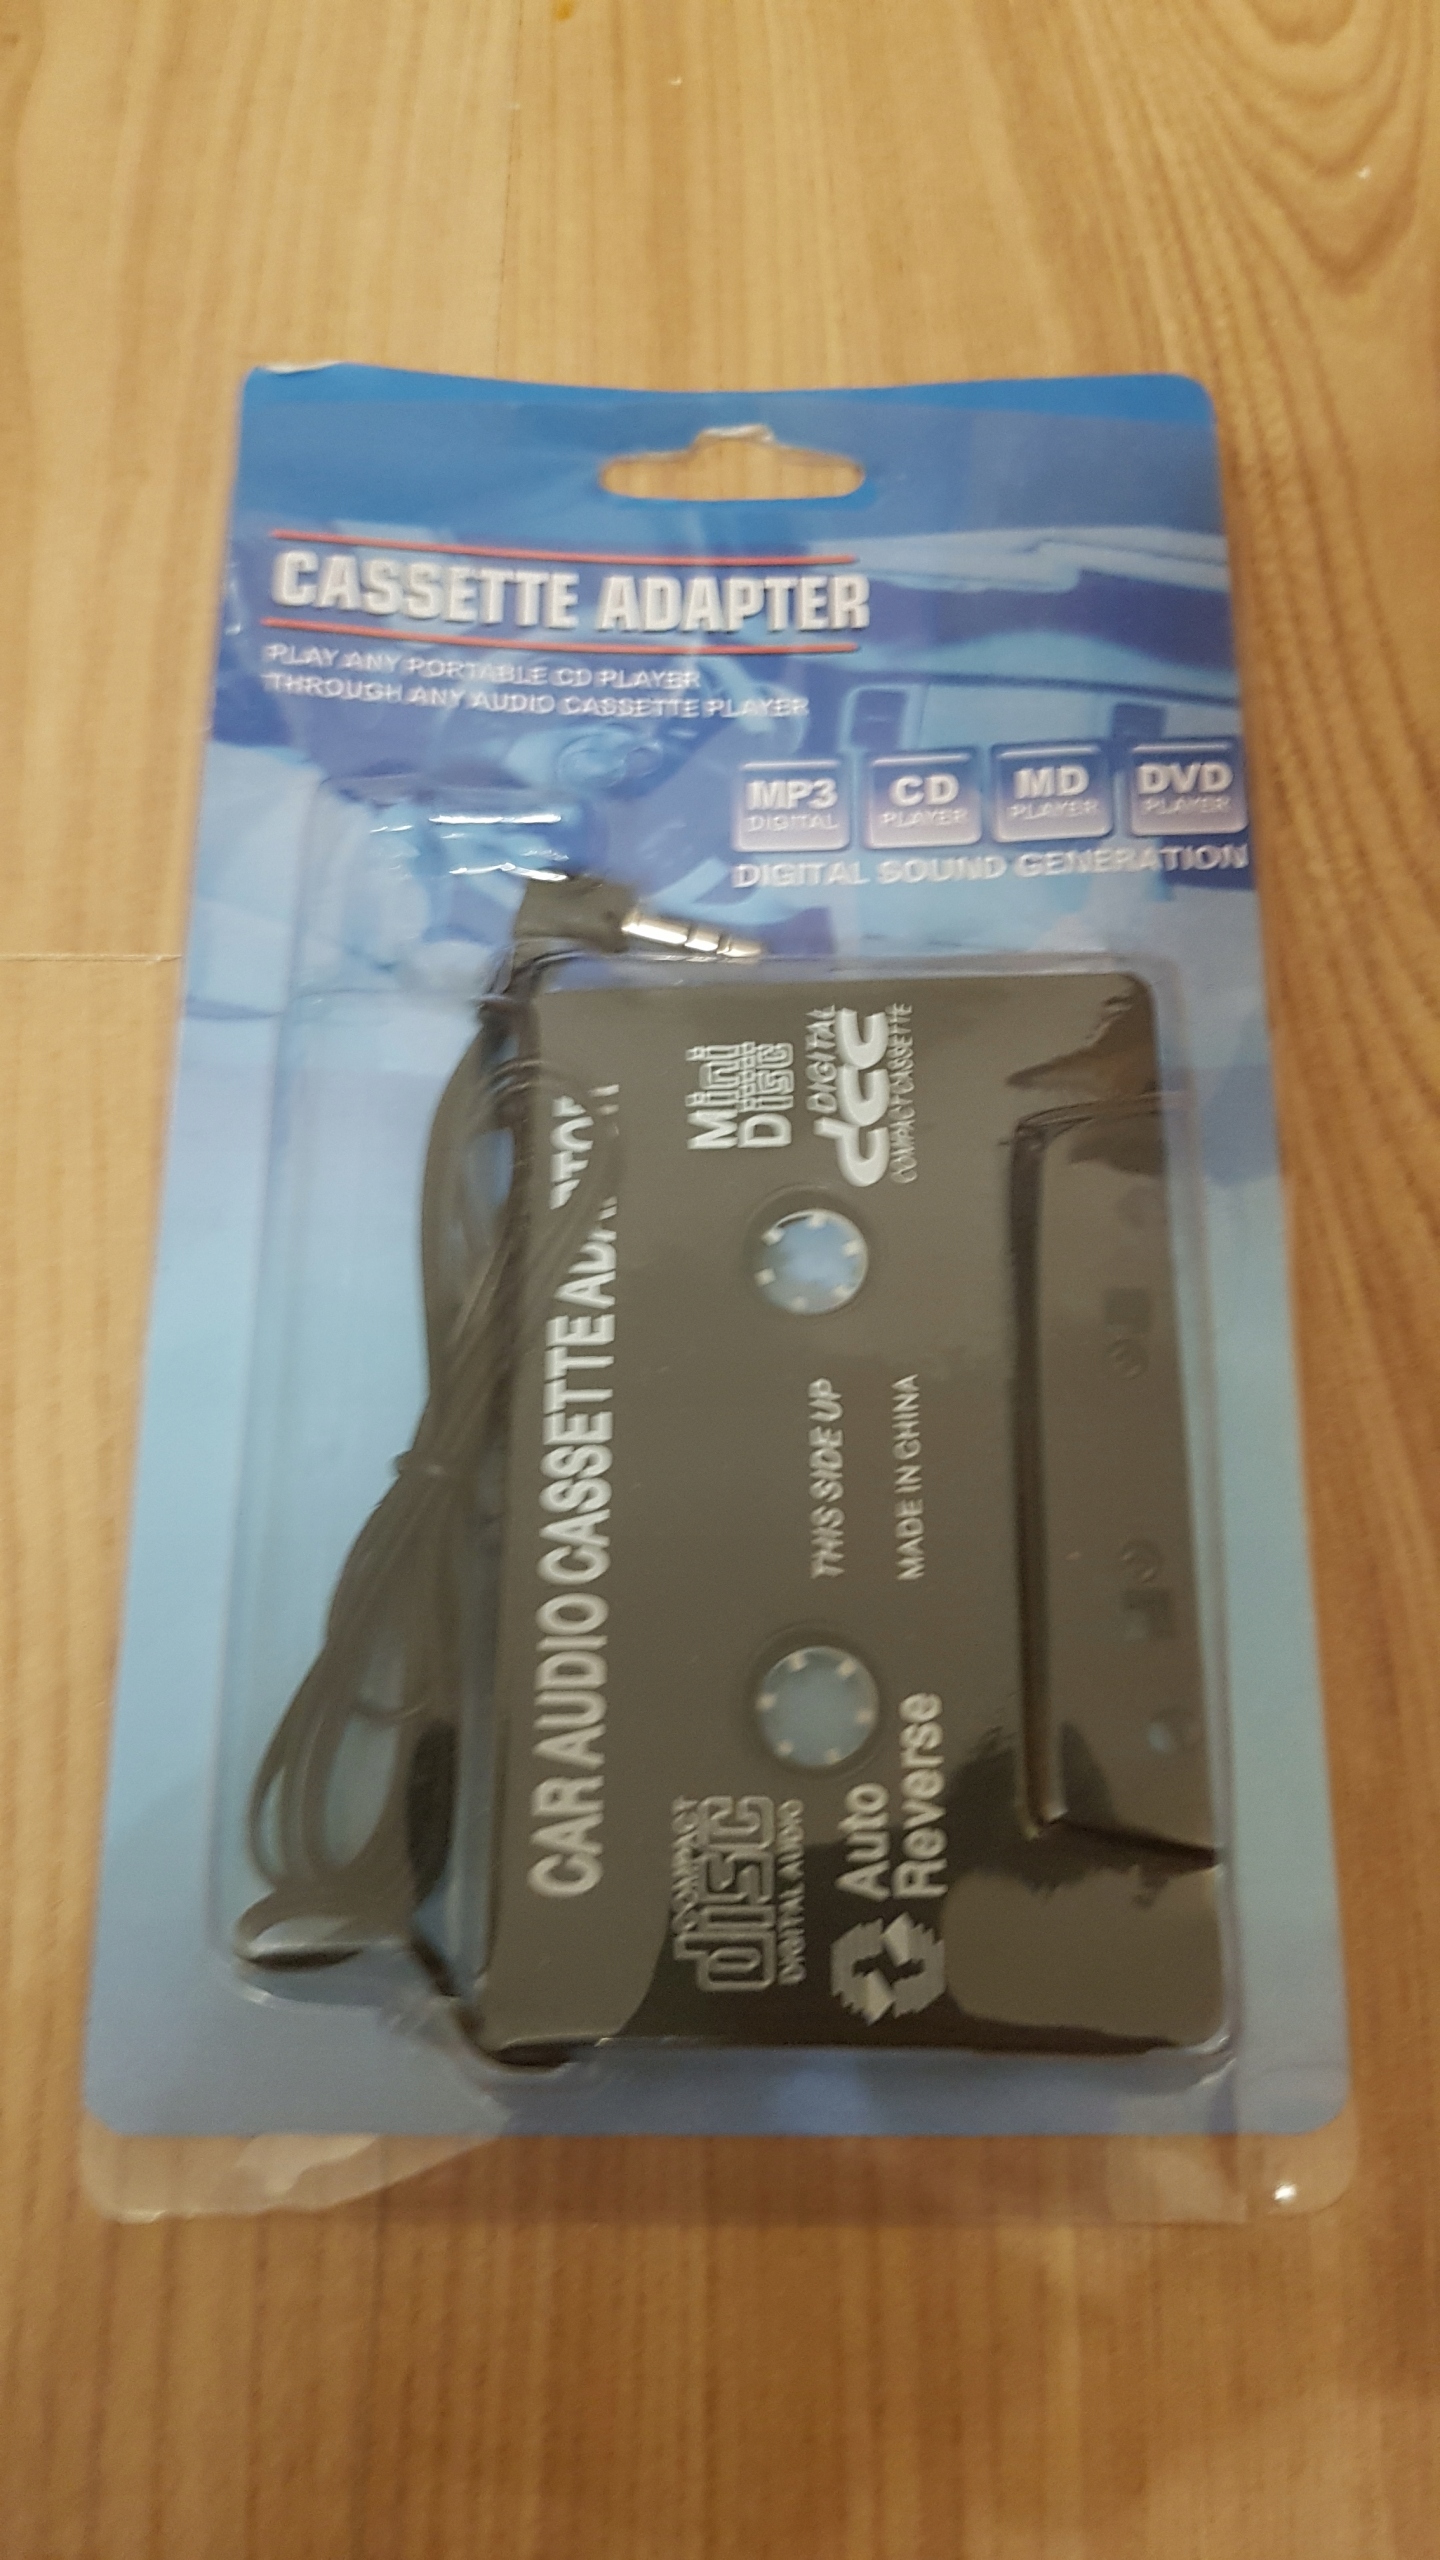 CASSETTE ADAPTER
PLAY ANY PORTABLE CD PLAYER
THROUGH ANY AUDIO CASSETTE PLAYER
MP3
DIGITAL
CD
PLAYER
MD
PLAYER
DVD
PLAYER
DIGITAL SOUND GENERATION
CAR AUDIO CASSETTE
COMPACT
disc
DIGITAL AUDIO
Mini
Disc
DIGITAL
dcc
COMPACT CASSETTE
THIS SIDE UP
MADE IN CHINA
Auto
Reverse